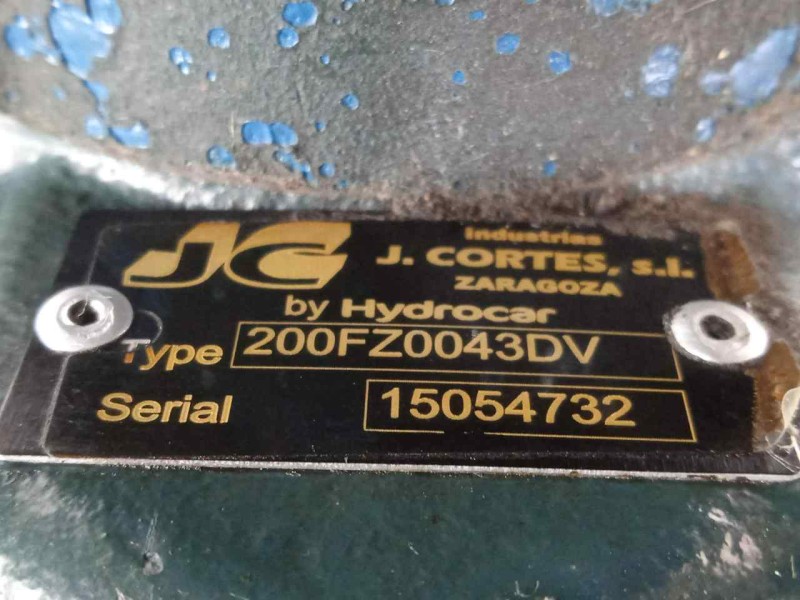 JC
Industrias
J. CORTES, s.l.
ZARAGOZA
by Hydrocar
Type 200FZ0043DV
Serial 15054732